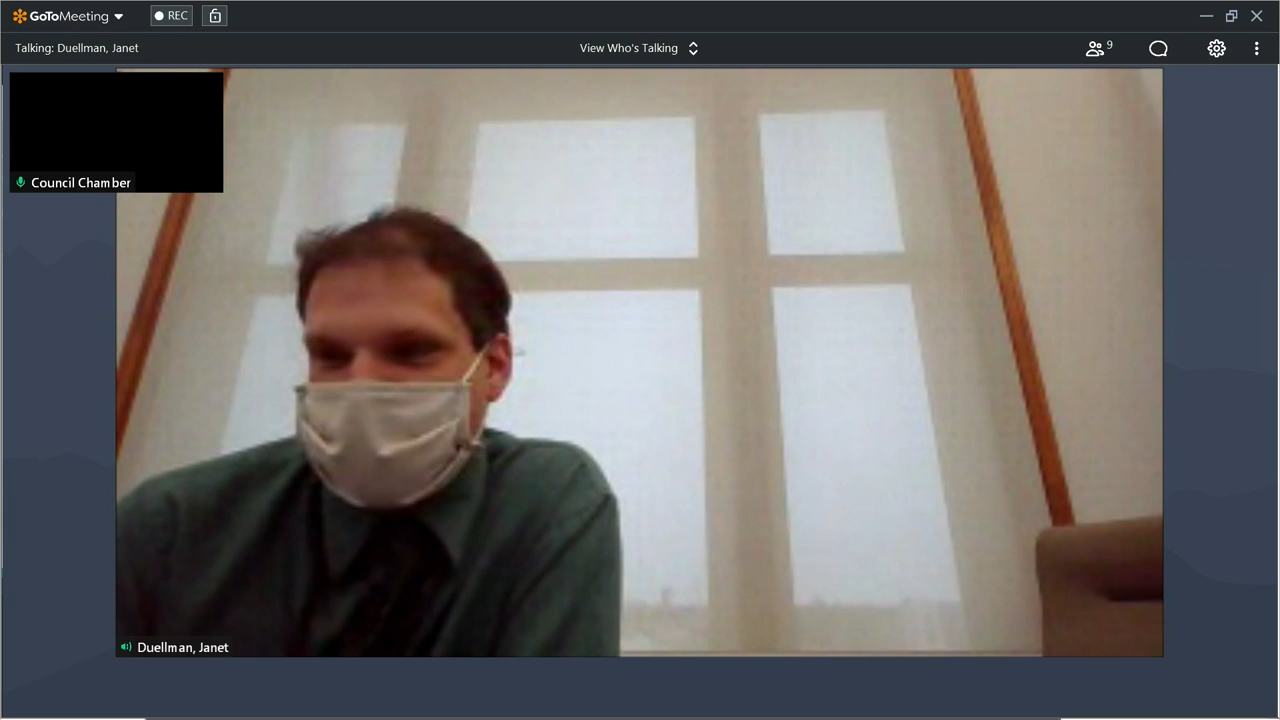 GoToMeeting
REC
Talking: Duellman, Janet
View Who's Talking
9
Council Chamber
Duellman, Janet